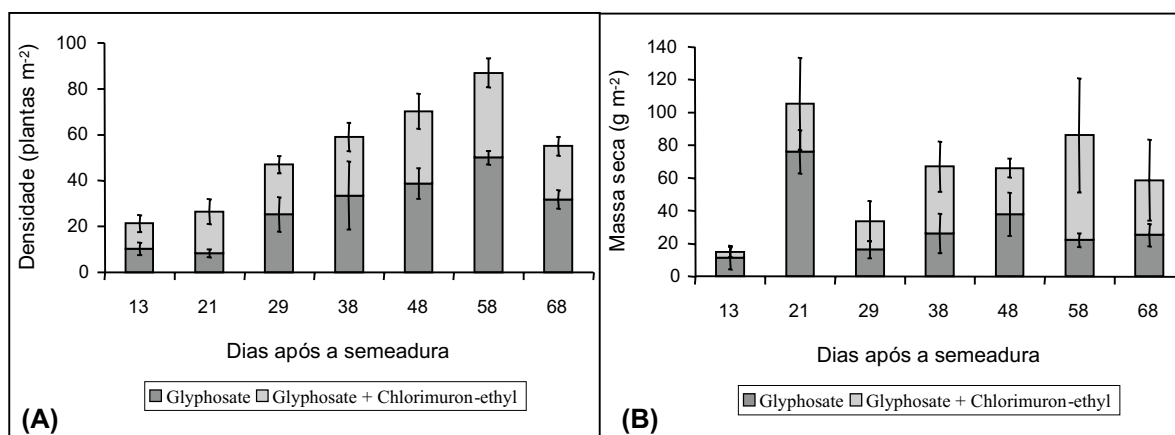 (A)
Densidade (plantas m-2)
100
80
60
40
20
0
13 21 29 38 48 58 68
Dias após a semeadura
Glyphosate Glyphosate + Chlorimuron-ethyl
(B)
Massa seca (g m-2)
140
120
100
80
60
40
20
0
13 21 29 38 48 58 68
Dias após a semeadura
Glyphosate Glyphosate + Chlorimuron-ethyl